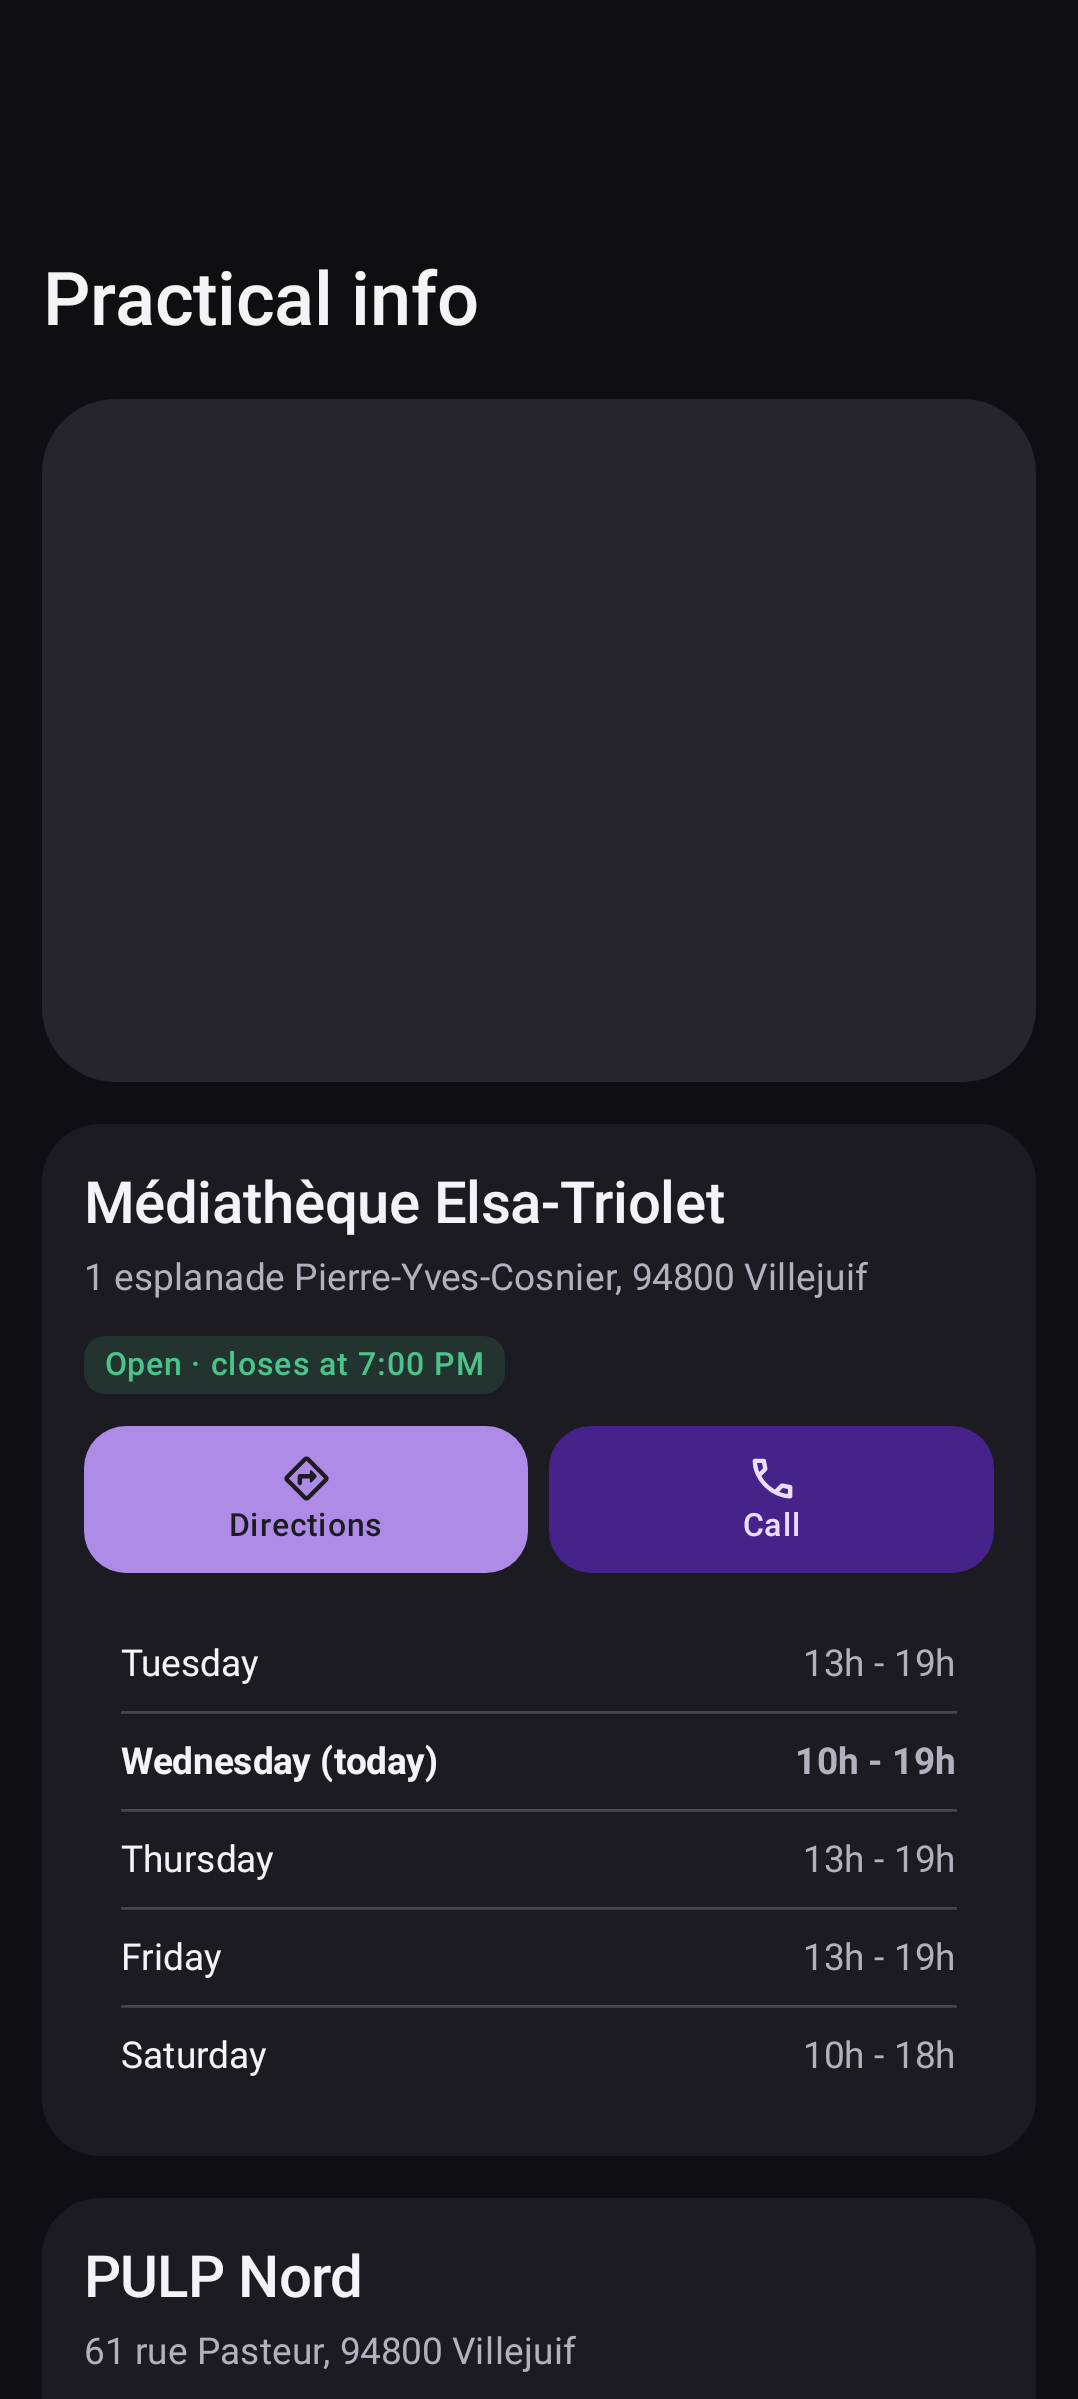 Practical info
Médiathèque Elsa-Triolet
1 esplanade Pierre-Yves-Cosnier, 94800 Villejuif
Open · closes at 7:00 PM
Directions
Call
Tuesday 13h - 19h
Wednesday (today) 10h - 19h
Thursday 13h - 19h
Friday 13h - 19h
Saturday 10h - 18h
PULP Nord
61 rue Pasteur, 94800 Villejuif